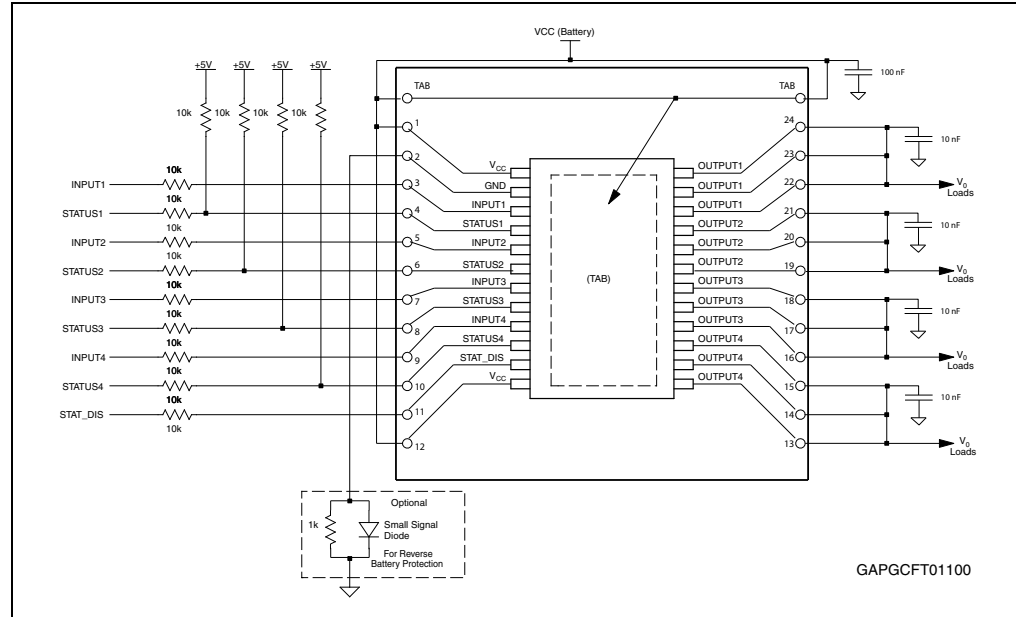 VCC (Battery)
+5V +5V +5V +5V
100 nF
TAB TAB
10k 10k 10k 10k
1 24
10 nF
2 23
VCC OUTPUT1
10k
GND OUTPUT1
INPUT1 3 22 V0
Loads
10k INPUT1 OUTPUT1
10k
STATUS1 4 21
STATUS1 OUTPUT2
10k
10 nF
INPUT2 5 20
INPUT2 OUTPUT2
10k
STATUS2 6 STATUS2 OUTPUT2 19 V0
Loads
10k
10k
INPUT3 OUTPUT3
INPUT3 7 18
(TAB)
STATUS3 OUTPUT3
10k
10k
10 nF
STATUS3 8 17
INPUT4 OUTPUT3
10k
STATUS4 OUTPUT4
INPUT4 9 16 V0
Loads
10k
10k
STAT_DIS OUTPUT4
STATUS4 10 15
VCC OUTPUT4
10k
10k
10 nF
STAT_DIS 11 14
10k
12 13 V0
Loads
Optional
1k Small Signal
Diode
For Reverse
Battery Protection
GAPGCFT01100